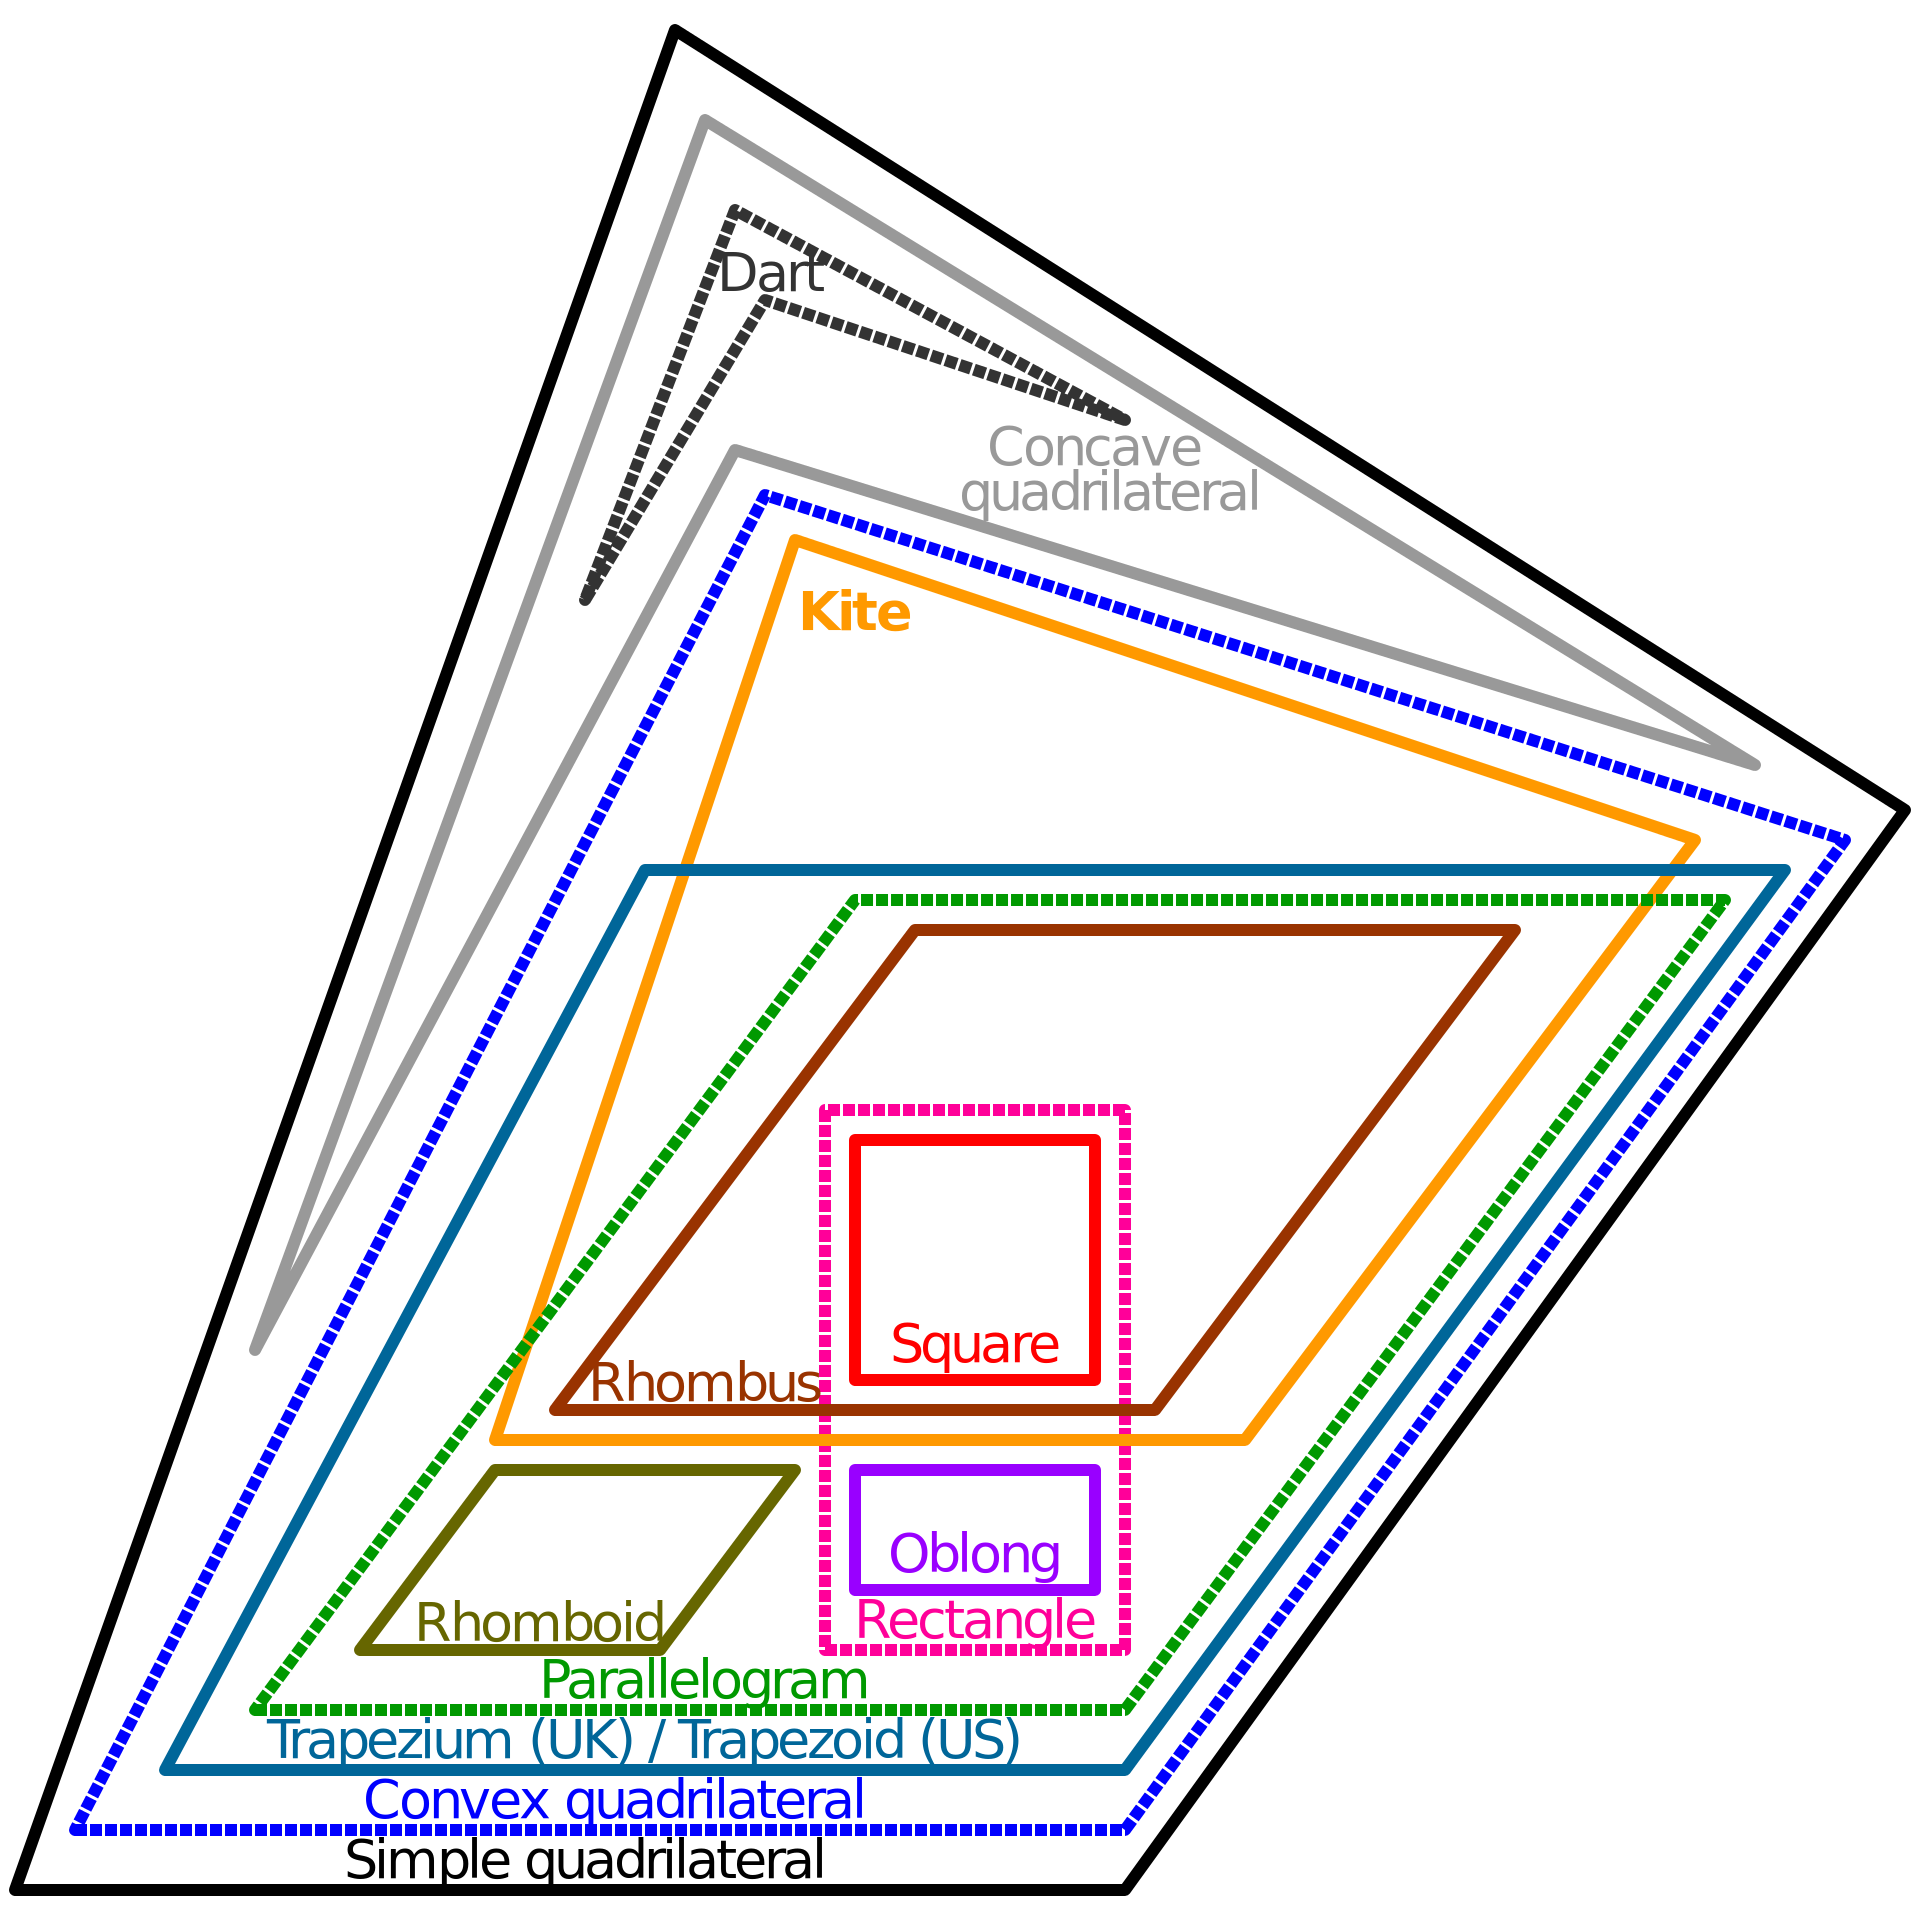 Dart
Concave
quadrilateral
Kite
Square
Rhombus
Oblong
Rhomboid
Rectangle
Parallelogram
Trapezium (UK) / Trapezoid (US)
Convex quadrilateral
Simple quadrilateral